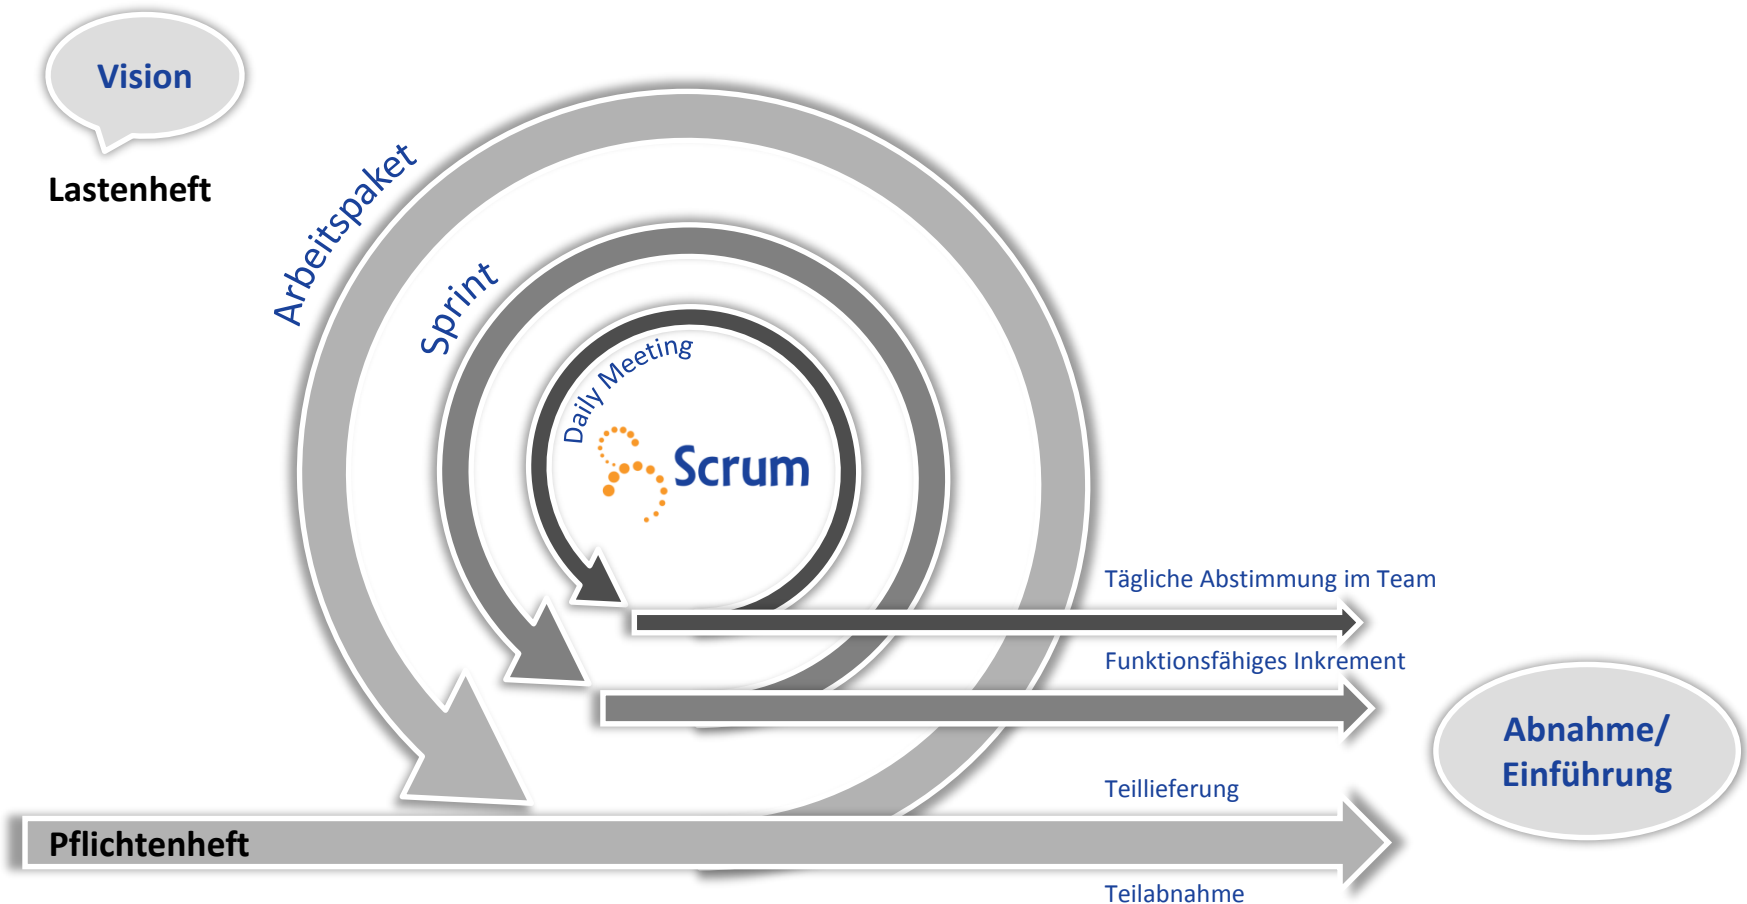 Vision
Lastenheft
Arbeitspaket
Sprint
Daily Meeting
Scrum
Tägliche Abstimmung im Team
Funktionsfähiges Inkrement
Abnahme/
Einführung
Teillieferung
Pflichtenheft
Teilabnahme